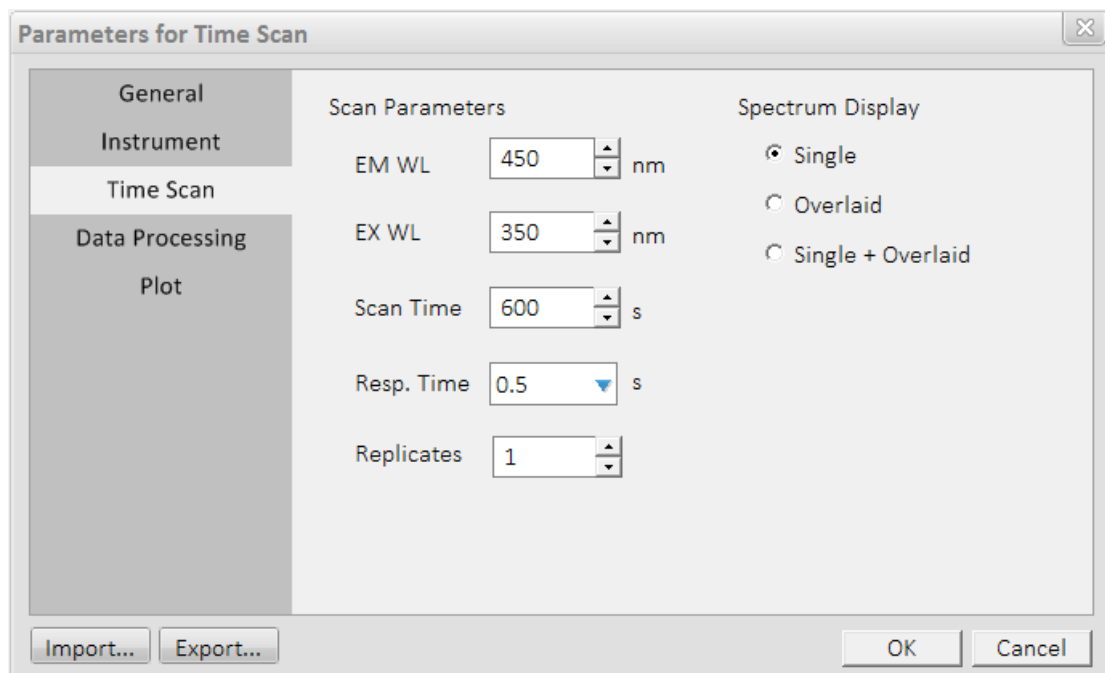 Parameters for Time Scan
General
Instrument
Time Scan
Data Processing
Plot
Scan Parameters
EM WL 450 nm
EX WL 350 nm
Scan Time 600 s
Resp. Time 0.5 s
Replicates 1
Spectrum Display
Single
Overlaid
Single + Overlaid
Import... Export...
OK Cancel